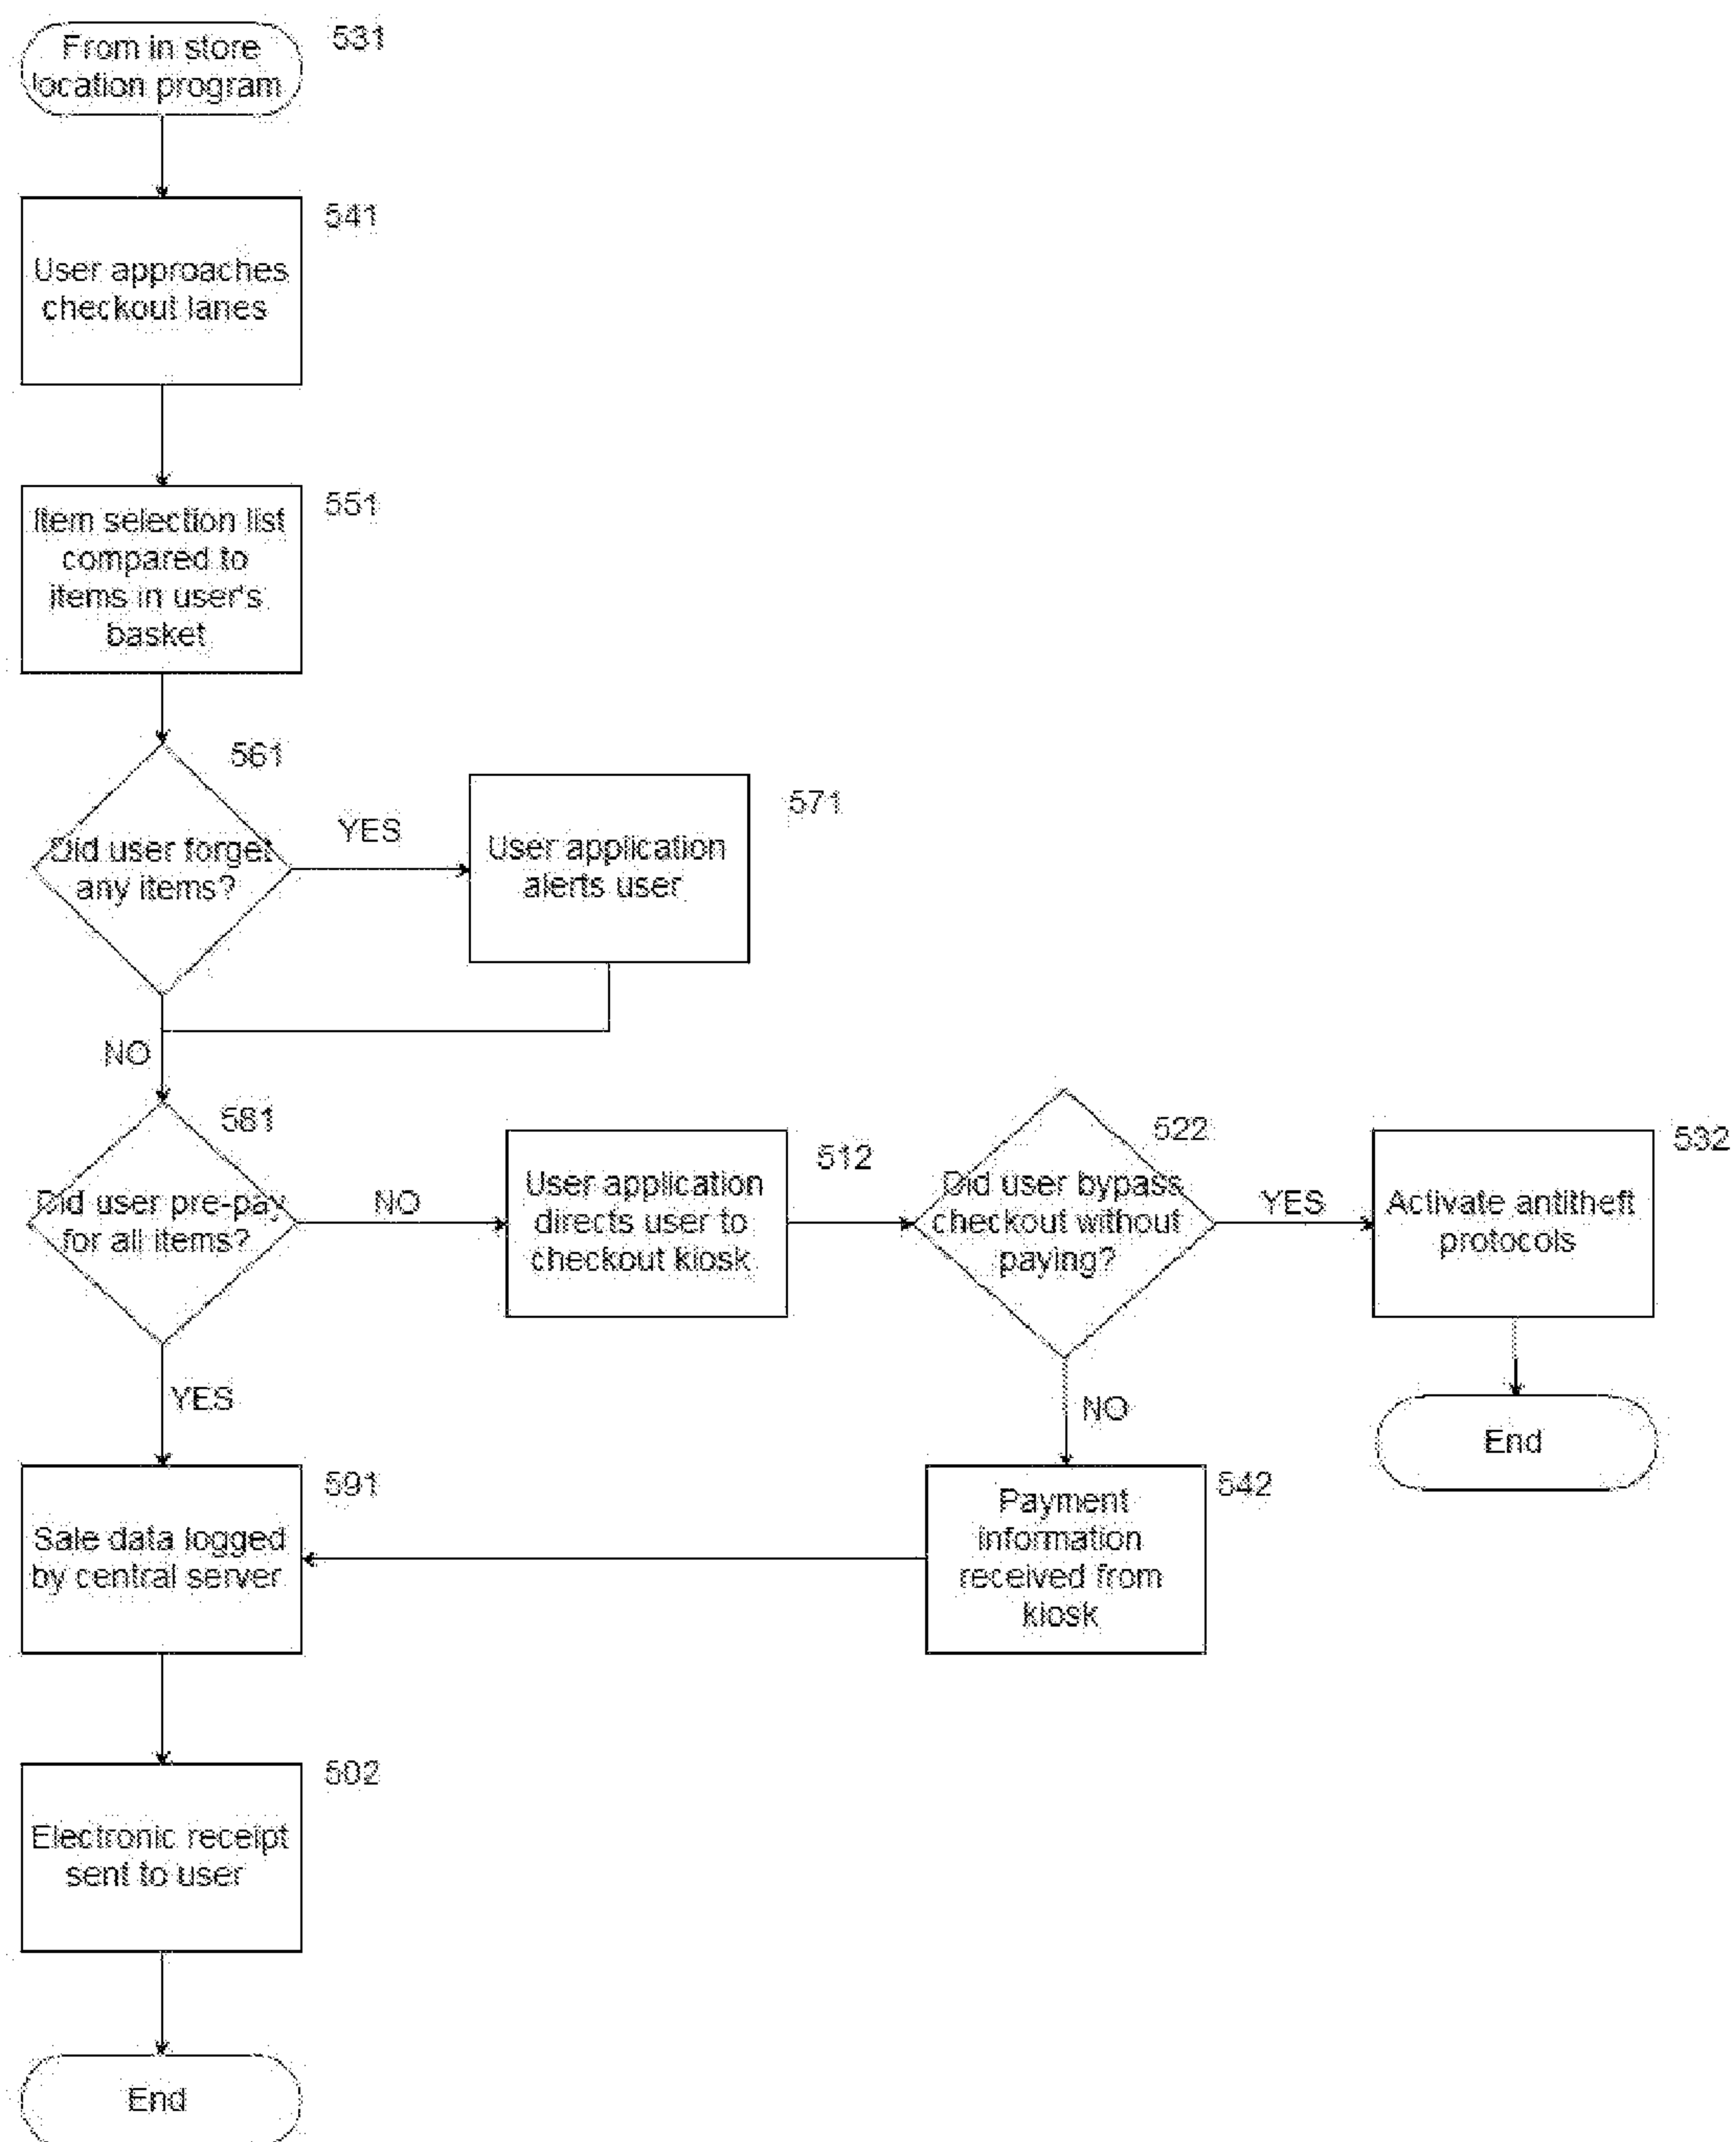 From in store
location program
531
541
User approaches
checkout lanes
551
Item selection list
compared to
items in user's
basket
561
Did user forget
any items?
YES
571
User application
alerts user
NO
581
Did user pre-pay
for all items?
NO
512
User application
directs user to
checkout kiosk
522
Did user bypass
checkout without
paying?
YES
532
Activate antitheft
protocols
End
YES
NO
591
Sale data logged
by central server
542
Payment
information
received from
kiosk
502
Electronic receipt
sent to user
End